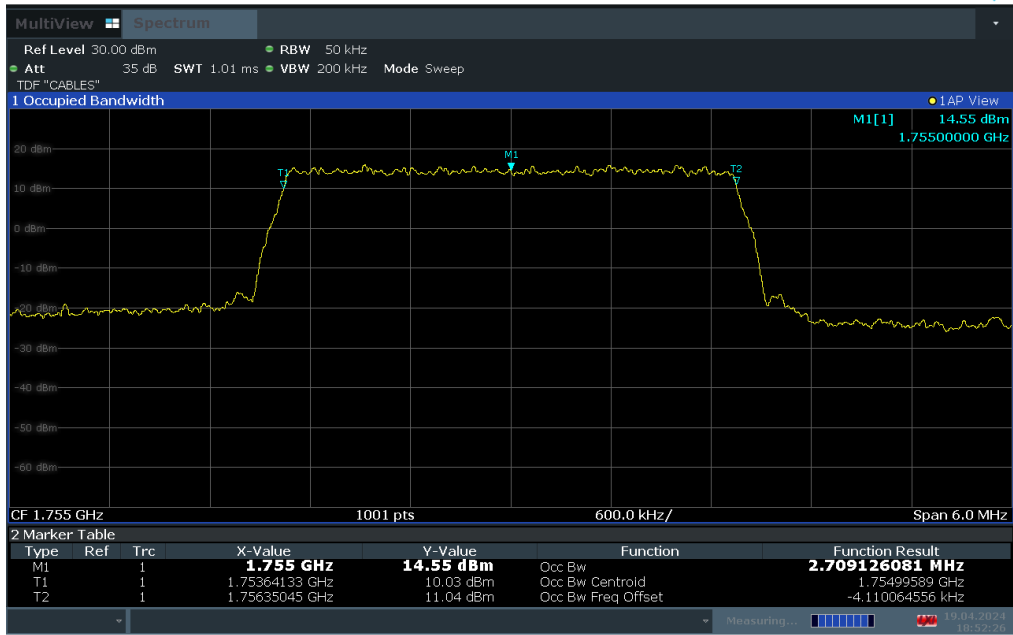 MultiView Spectrum
Ref Level 30.00 dBm RBW 50 kHz
Att 35 dB SWT 1.01 ms VBW 200 kHz Mode Sweep
TDF "CABLES"
1 Occupied Bandwidth 1AP View
M1[1] 14.55 dBm
1.75500000 GHz
20 dBm
M1
T1
T2
10 dBm
0 dBm
-10 dBm
-20 dBm
-30 dBm
-40 dBm
-50 dBm
-60 dBm
CF 1.755 GHz 1001 pts 600.0 kHz/ Span 6.0 MHz
2 Marker Table
Type Ref Trc X-Value Y-Value Function Function Result
M1 1 1.755 GHz 14.55 dBm Occ Bw 2.709126081 MHz
T1 1 1.75364133 GHz 10.03 dBm Occ Bw Centroid 1.75499589 GHz
T2 1 1.75635045 GHz 11.04 dBm Occ Bw Freq Offset -4.110064556 kHz
Measuring... 19.04.2024
18:52:26